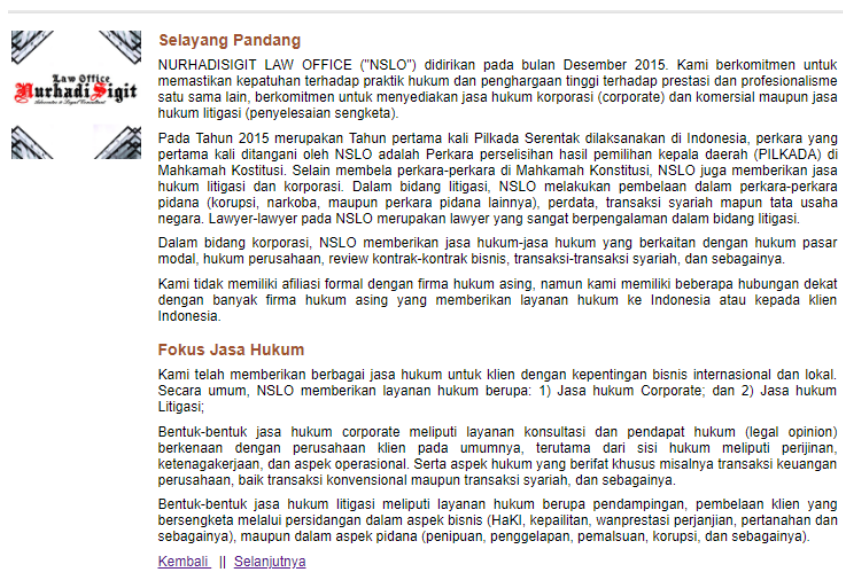 Law Office
NurhadiSigit
Selayang Pandang
NURHADISIGIT LAW OFFICE ("NSLO") didirikan pada bulan Desember 2015. Kami berkomitmen untuk
memastikan kepatuhan terhadap praktik hukum dan penghargaan tinggi terhadap prestasi dan profesionalisme
satu sama lain, berkomitmen untuk menyediakan jasa hukum korporasi (corporate) dan komersial maupun jasa
hukum litigasi (penyelesaian sengketa).
Pada Tahun 2015 merupakan Tahun pertama kali Pilkada Serentak dilaksanakan di Indonesia, perkara yang
pertama kali ditangani oleh NSLO adalah Perkara perselisihan hasil pemilihan kepala daerah (PILKADA) di
Mahkamah Kostitusi. Selain membela perkara-perkara di Mahkamah Konstitusi, NSLO juga memberikan jasa
hukum litigasi dan korporasi. Dalam bidang litigasi, NSLO melakukan pembelaan dalam perkara-perkara
pidana (korupsi, narkoba, maupun perkara pidana lainnya), perdata, transaksi syariah mapun tata usaha
negara. Lawyer-lawyer pada NSLO merupakan lawyer yang sangat berpengalaman dalam bidang litigasi.
Dalam bidang korporasi, NSLO memberikan jasa hukum-jasa hukum yang berkaitan dengan hukum pasar
modal, hukum perusahaan, review kontrak-kontrak bisnis, transaksi-transaksi syariah, dan sebagainya.
Kami tidak memiliki afiliasi formal dengan firma hukum asing, namun kami memiliki beberapa hubungan dekat
dengan banyak firma hukum asing yang memberikan layanan hukum ke Indonesia atau kepada klien
Indonesia.
Fokus Jasa Hukum
Kami telah memberikan berbagai jasa hukum untuk klien dengan kepentingan bisnis internasional dan lokal.
Secara umum, NSLO memberikan layanan hukum berupa: 1) Jasa hukum Corporate; dan 2) Jasa hukum
Litigasi;
Bentuk-bentuk jasa hukum corporate meliputi layanan konsultasi dan pendapat hukum (legal opinion)
berkenaan dengan perusahaan klien pada umumnya, terutama dari sisi hukum meliputi perijinan,
ketenagakerjaan, dan aspek operasional. Serta aspek hukum yang berifat khusus misalnya transaksi keuangan
perusahaan, baik transaksi konvensional maupun transaksi syariah, dan sebagainya.
Bentuk-bentuk jasa hukum litigasi meliputi layanan hukum berupa pendampingan, pembelaan klien yang
bersengketa melalui persidangan dalam aspek bisnis (HaKI, kepailitan, wanprestasi perjanjian, pertanahan dan
sebagainya), maupun dalam aspek pidana (penipuan, penggelapan, pemalsuan, korupsi, dan sebagainya).
Kembali || Selanjutnya